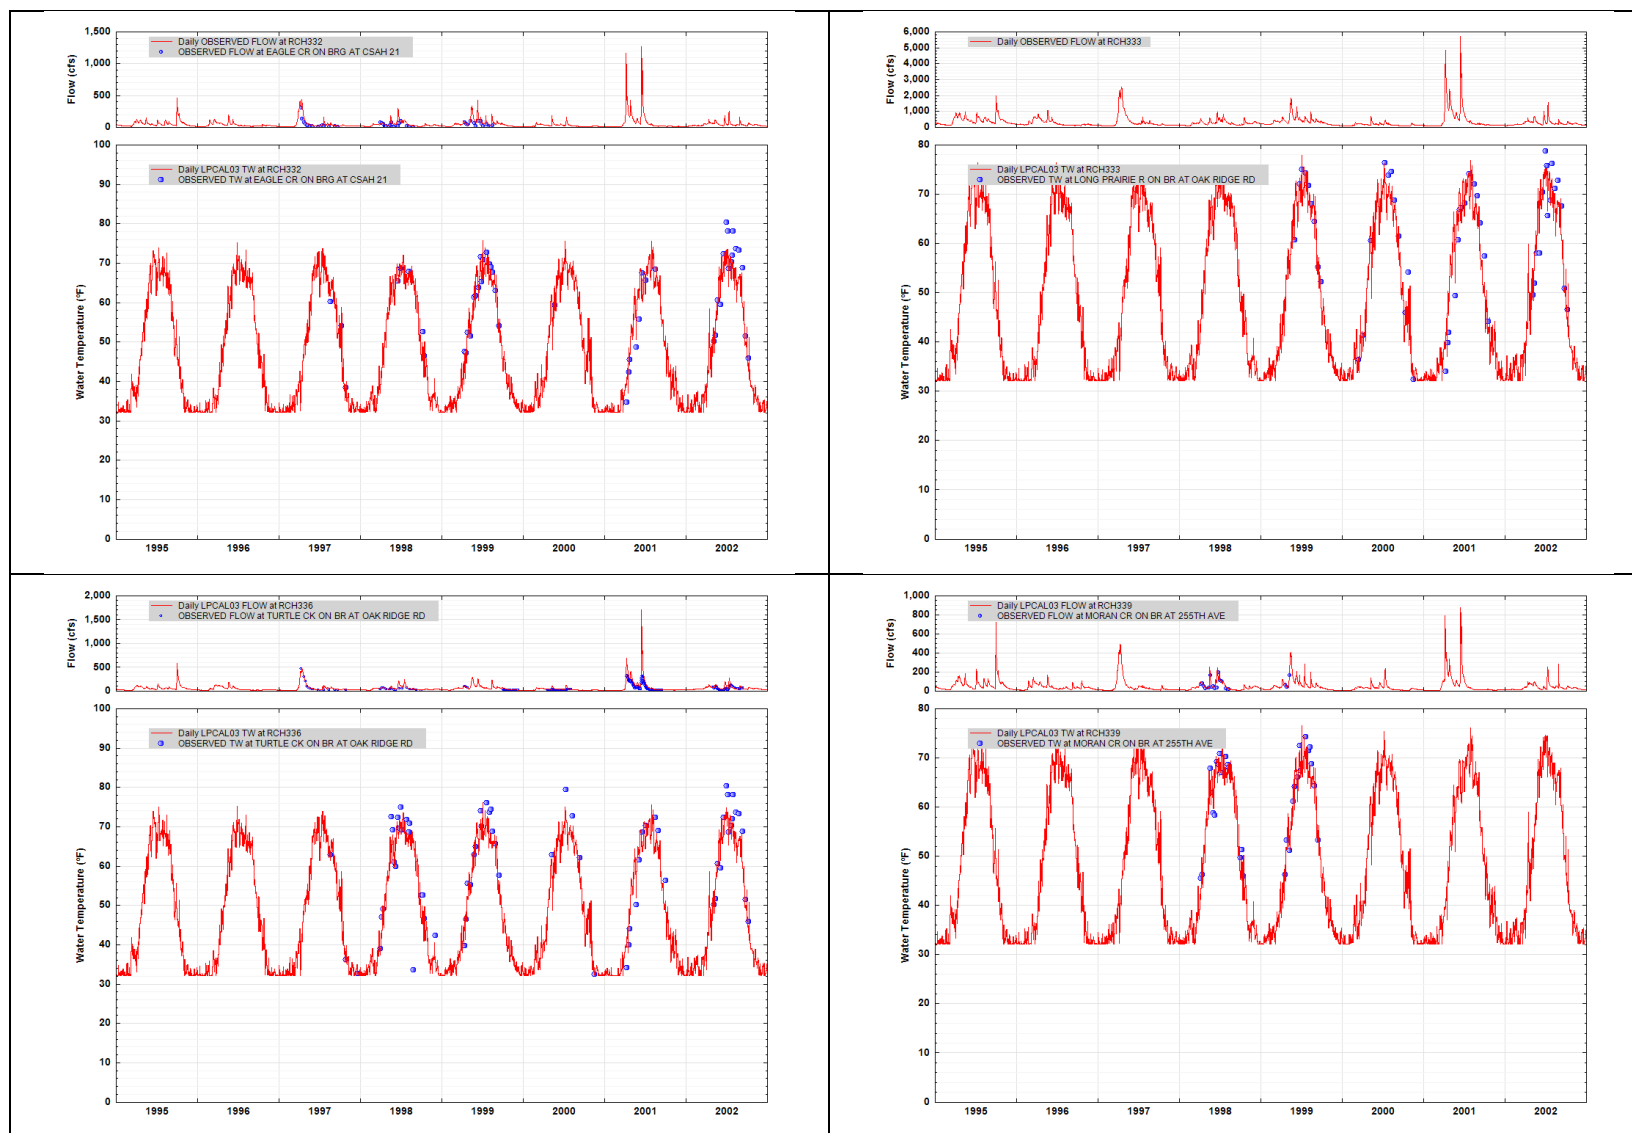 1,500
1,000
500
0
Flow (cfs)
Daily OBSERVED FLOW at RCH332
OBSERVED FLOW at EAGLE CR ON BRG AT CSAH 21
100
90
80
70
60
50
40
30
20
10
0
Water Temperature (°F)
Daily LPCAL03 TW at RCH332
OBSERVED TW at EAGLE CR ON BRG AT CSAH 21
1995 1996 1997 1998 1999 2000 2001 2002
6,000
5,000
4,000
3,000
2,000
1,000
0
Flow (cfs)
Daily OBSERVED FLOW at RCH333
80
70
60
50
40
30
20
10
0
Water Temperature (°F)
Daily LPCAL03 TW at RCH333
OBSERVED TW at LONG PRAIRIE R ON BR AT OAK RIDGE RD
1995 1996 1997 1998 1999 2000 2001 2002
2,000
1,500
1,000
500
0
Flow (cfs)
Daily LPCAL03 FLOW at RCH336
OBSERVED FLOW at TURTLE CK ON BR AT OAK RIDGE RD
100
90
80
70
60
50
40
30
20
10
0
Water Temperature (°F)
Daily LPCAL03 TW at RCH336
OBSERVED TW at TURTLE CK ON BR AT OAK RIDGE RD
1995 1996 1997 1998 1999 2000 2001 2002
1,000
800
600
400
200
0
Flow (cfs)
Daily LPCAL03 FLOW at RCH339
OBSERVED FLOW at MORAN CR ON BR AT 255TH AVE
80
70
60
50
40
30
20
10
0
Water Temperature (°F)
Daily LPCAL03 TW at RCH339
OBSERVED TW at MORAN CR ON BR AT 255TH AVE
1995 1996 1997 1998 1999 2000 2001 2002